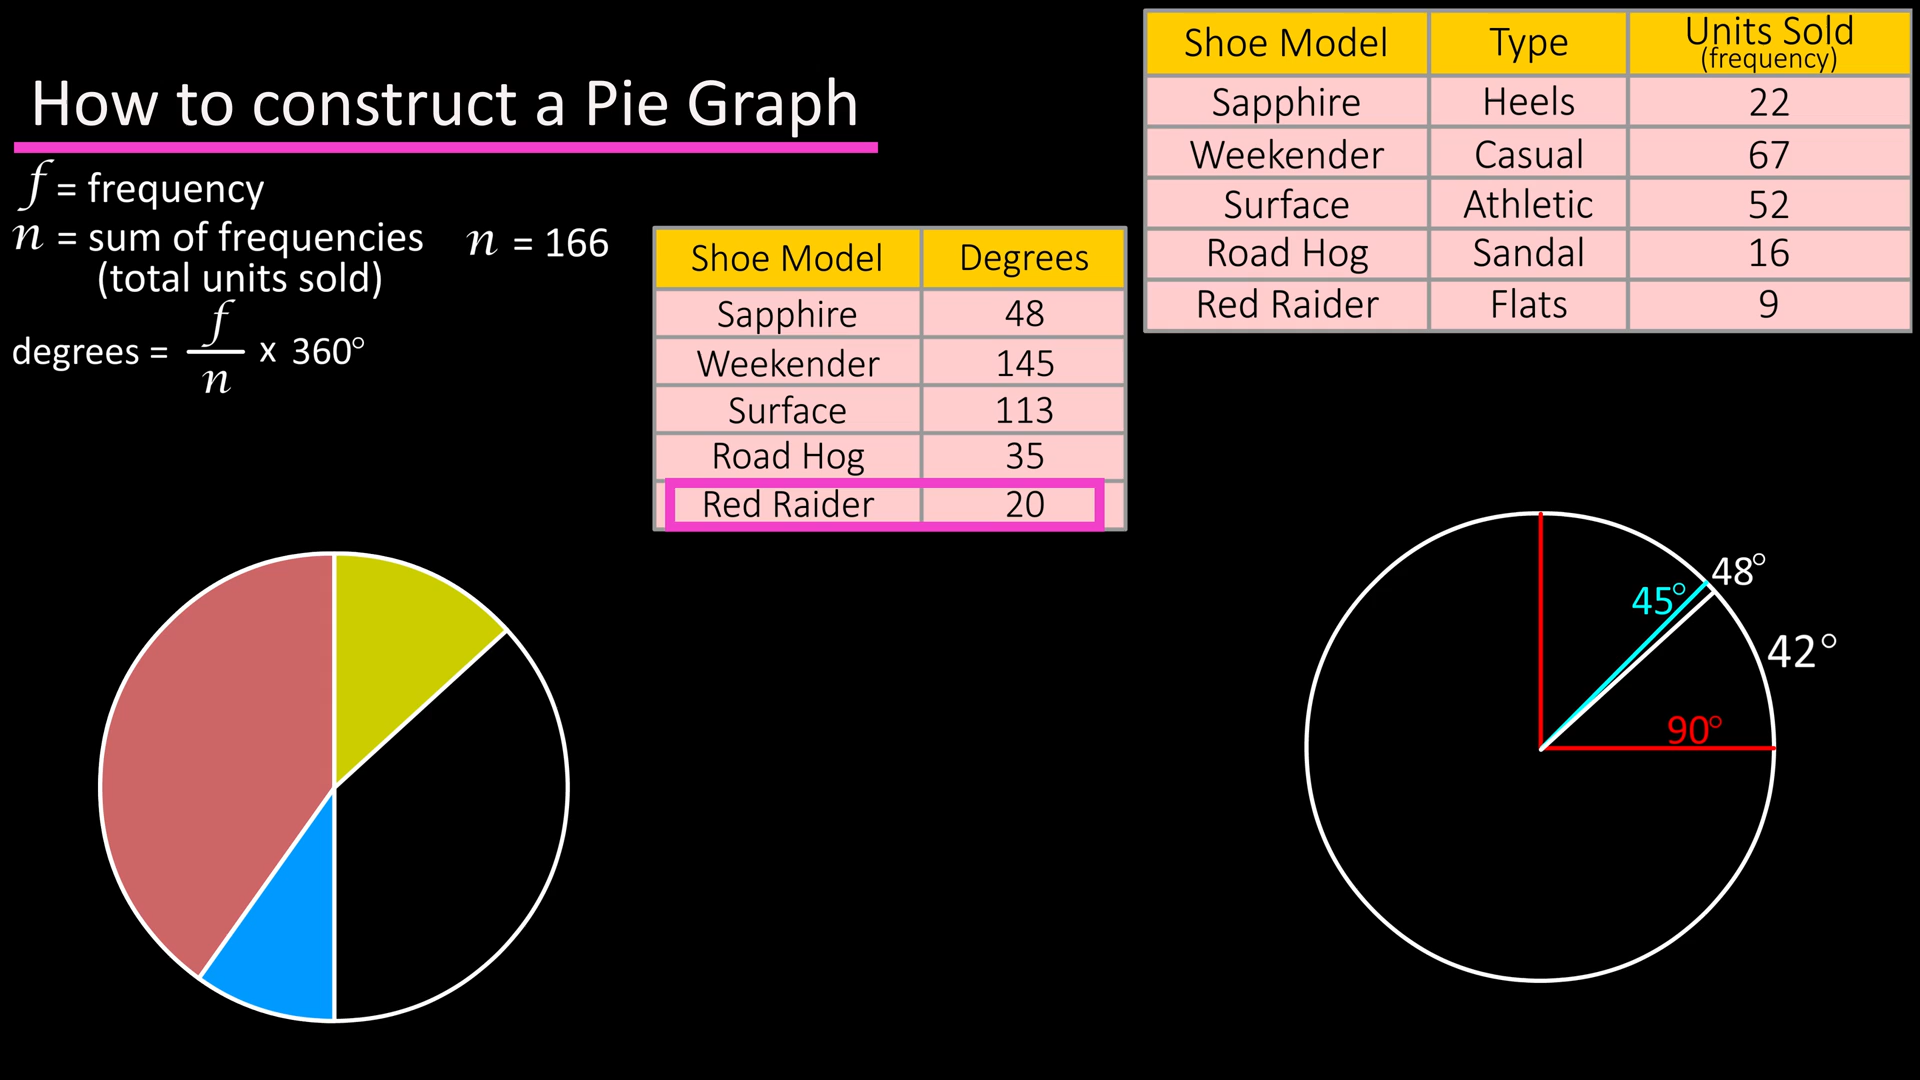 How to construct a Pie Graph
f = frequency
n = sum of frequencies
(total units sold)
n = 166
degrees = f/n x 360°
Shoe Model Degrees
Sapphire 48
Weekender 145
Surface 113
Road Hog 35
Red Raider 20
Shoe Model Type Units Sold (frequency)
Sapphire Heels 22
Weekender Casual 67
Surface Athletic 52
Road Hog Sandal 16
Red Raider Flats 9
48°
45°
42°
90°